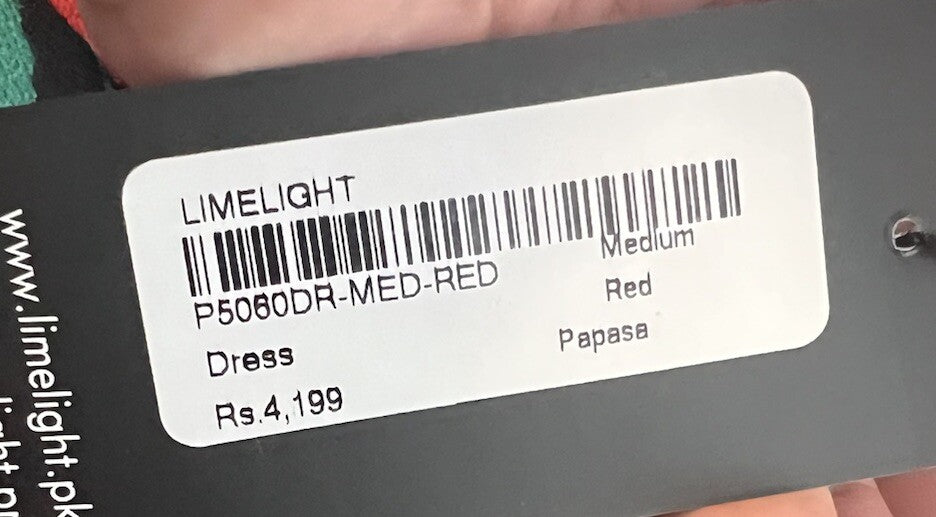 LIMELIGHT
P5060DR-MED-RED
Medium
Dress
Red
Rs.4,199
Papasa
www.limelight.pk